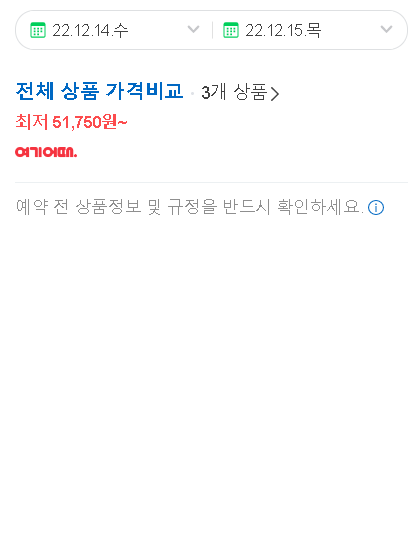 22.12.14.수 22.12.15.목
전체 상품 가격비교 · 3개 상품
최저 51,750원~
여기어때.
예약 전 상품정보 및 규정을 반드시 확인하세요.